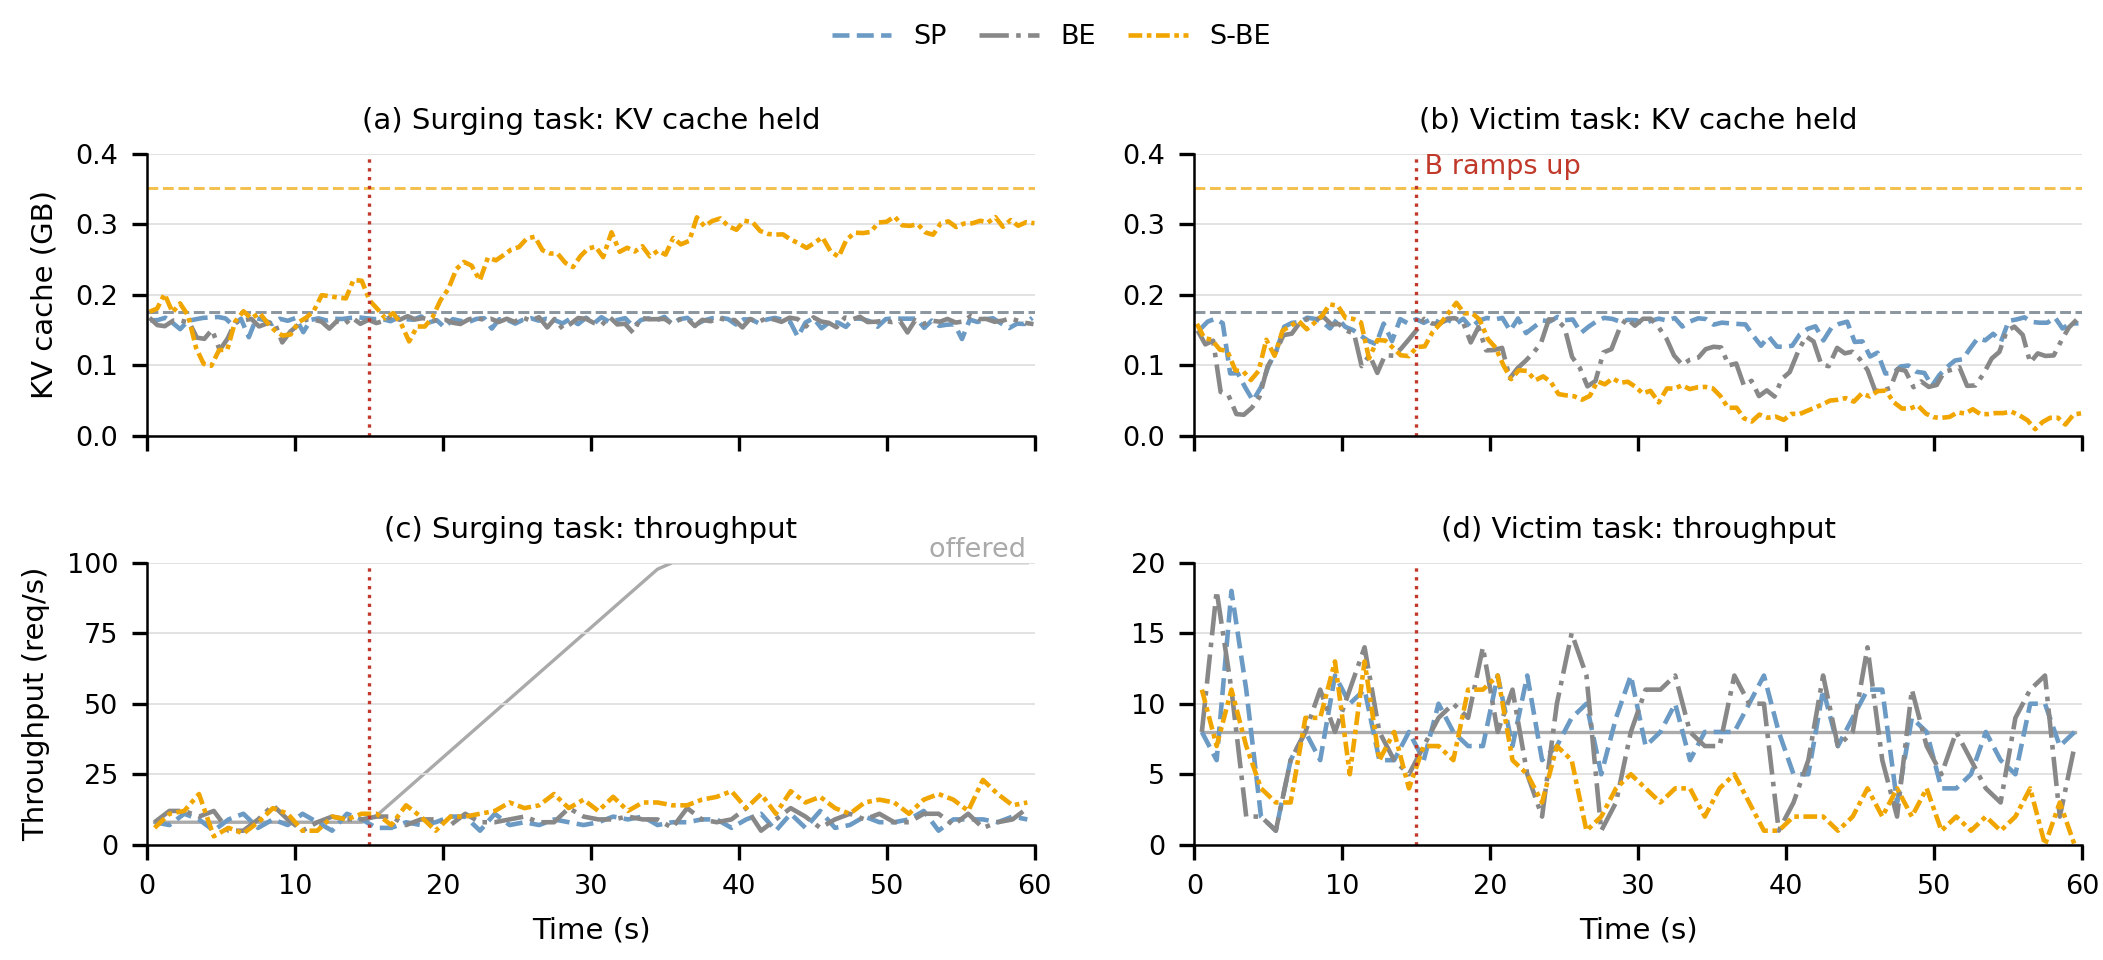 SP BE S-BE
(a) Surging task: KV cache held
(b) Victim task: KV cache held
KV cache (GB)
0.4
0.3
0.2
0.1
0.0
B ramps up
0.4
0.3
0.2
0.1
0.0
(c) Surging task: throughput
(d) Victim task: throughput
offered
Throughput (req/s)
100
75
50
25
0
0 10 20 30 40 50 60
Time (s)
20
15
10
5
0
0 10 20 30 40 50 60
Time (s)